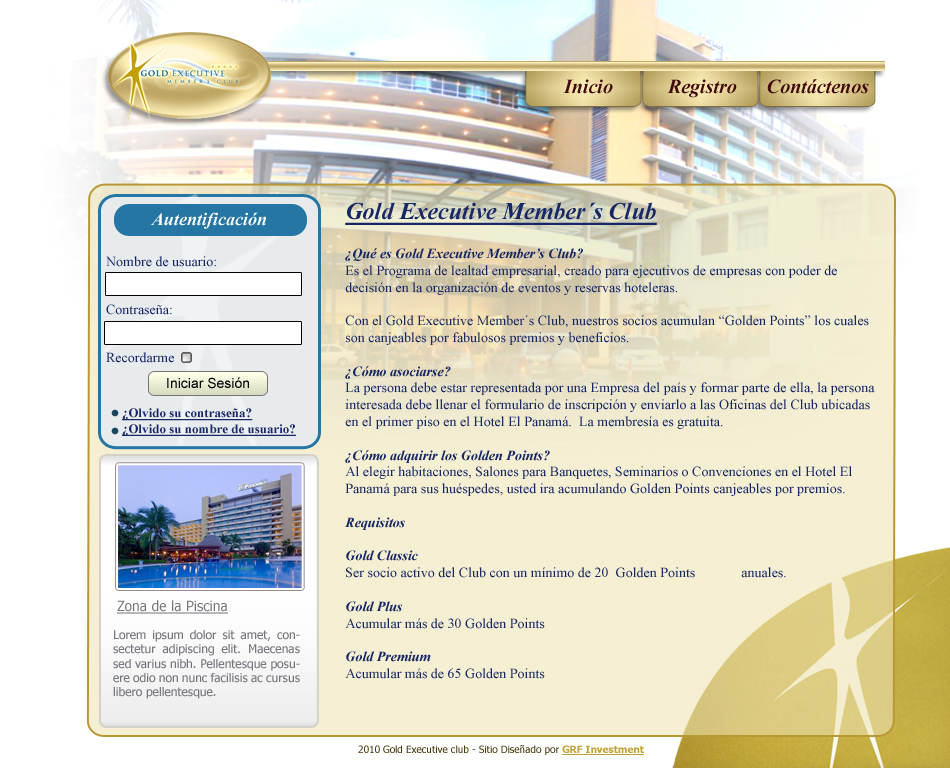 GOLD EXECUTIVE
MEMBER'S CLUB
Inicio
Registro
Contáctenos
Autentificación
Nombre de usuario:
Contraseña:
Recordarme
Iniciar Sesión
¿Olvido su contraseña?
¿Olvido su nombre de usuario?
Zona de la Piscina
Lorem ipsum dolor sit amet, con-
sectetur adipiscing elit. Maecenas
sed varius nibh. Pellentesque posu-
ere odio non nunc facilisis ac cursus
libero pellentesque.
Gold Executive Member´s Club
¿Qué es Gold Executive Member’s Club?
Es el Programa de lealtad empresarial, creado para ejecutivos de empresas con poder de
decisión en la organización de eventos y reservas hoteleras.
Con el Gold Executive Member´s Club, nuestros socios acumulan “Golden Points” los cuales
son canjeables por fabulosos premios y beneficios.
¿Cómo asociarse?
La persona debe estar representada por una Empresa del país y formar parte de ella, la persona
interesada debe llenar el formulario de inscripción y enviarlo a las Oficinas del Club ubicadas
en el primer piso en el Hotel El Panamá.  La membresía es gratuita.
¿Cómo adquirir los Golden Points?
Al elegir habitaciones, Salones para Banquetes, Seminarios o Convenciones en el Hotel El
Panamá para sus huéspedes, usted ira acumulando Golden Points canjeables por premios.
Requisitos
Gold Classic
Ser socio activo del Club con un mínimo de 20  Golden Points anuales.
Gold Plus
Acumular más de 30 Golden Points
Gold Premium
Acumular más de 65 Golden Points
2010 Gold Executive club - Sitio Diseñado por GRF Investment